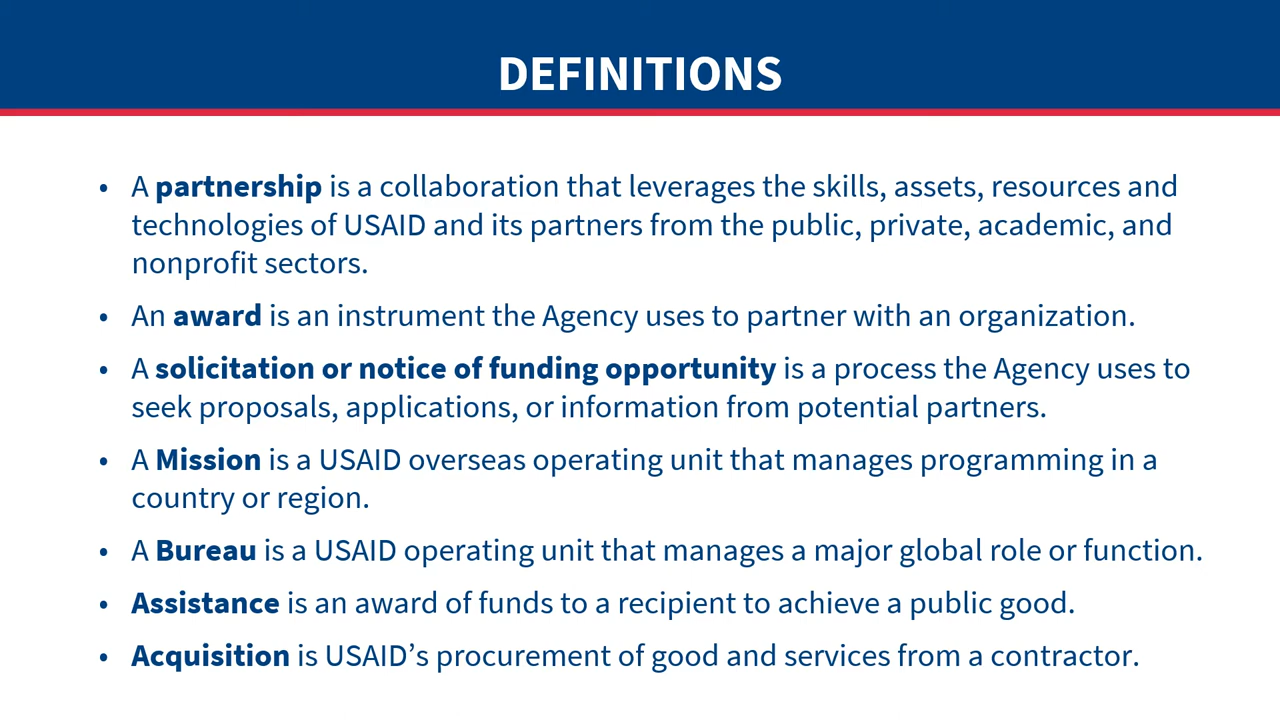 DEFINITIONS
• A partnership is a collaboration that leverages the skills, assets, resources and
technologies of USAID and its partners from the public, private, academic, and
nonprofit sectors.
• An award is an instrument the Agency uses to partner with an organization.
• A solicitation or notice of funding opportunity is a process the Agency uses to
seek proposals, applications, or information from potential partners.
• A Mission is a USAID overseas operating unit that manages programming in a
country or region.
• A Bureau is a USAID operating unit that manages a major global role or function.
• Assistance is an award of funds to a recipient to achieve a public good.
• Acquisition is USAID’s procurement of good and services from a contractor.